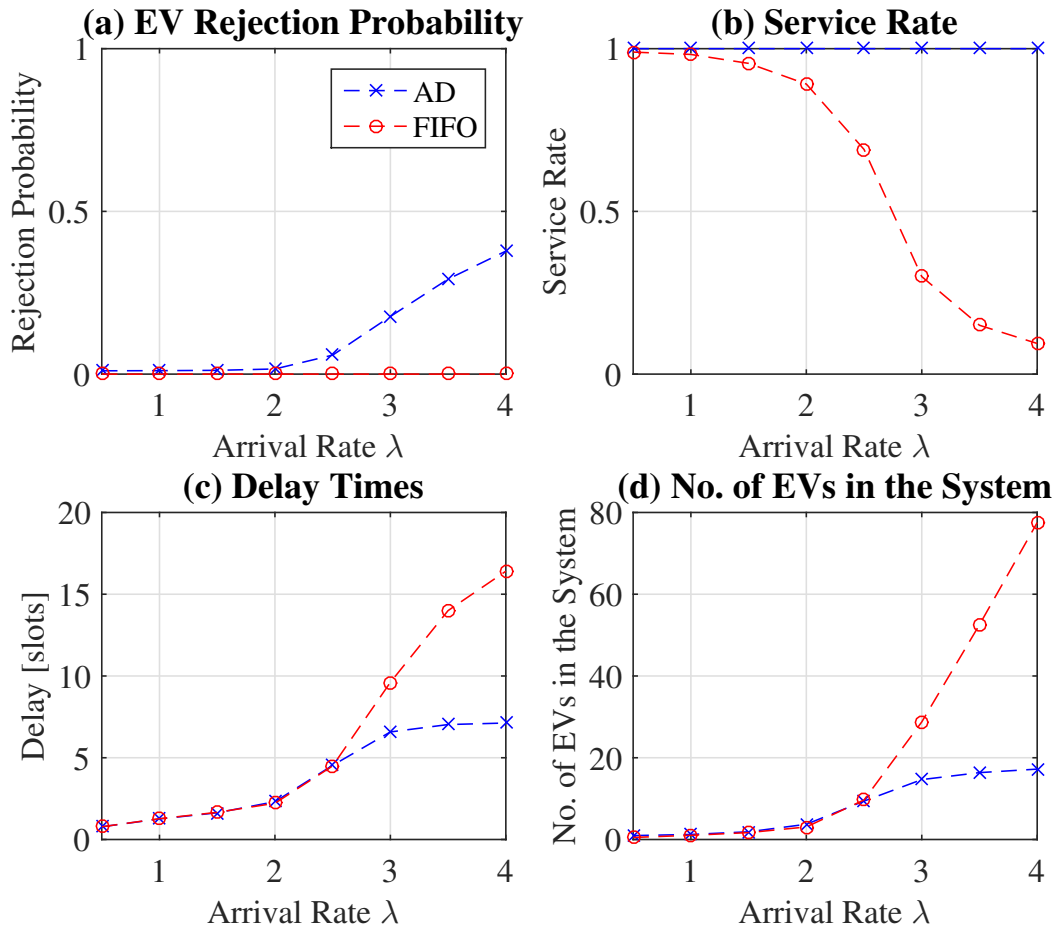 (a) EV Rejection Probability
1
0.5
0
Rejection Probability
AD
FIFO
1 2 3 4
Arrival Rate λ
(b) Service Rate
1
0.5
0
Service Rate
1 2 3 4
Arrival Rate λ
(c) Delay Times
20
15
10
5
0
Delay [slots]
1 2 3 4
Arrival Rate λ
(d) No. of EVs in the System
80
60
40
20
0
No. of EVs in the System
1 2 3 4
Arrival Rate λ